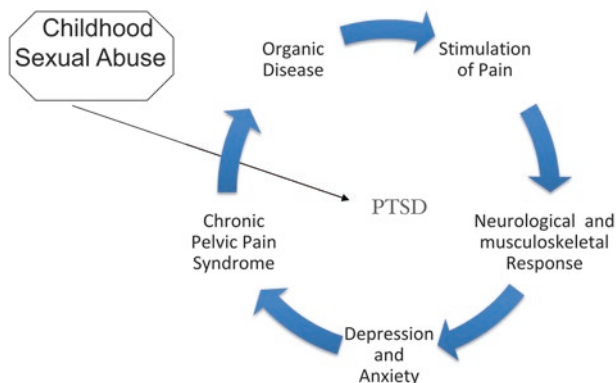 Childhood
Sexual Abuse
Organic
Disease
Stimulation
of Pain
PTSD
Chronic
Pelvic Pain
Syndrome
Neurological and
musculoskeletal
Response
Depression
and
Anxiety